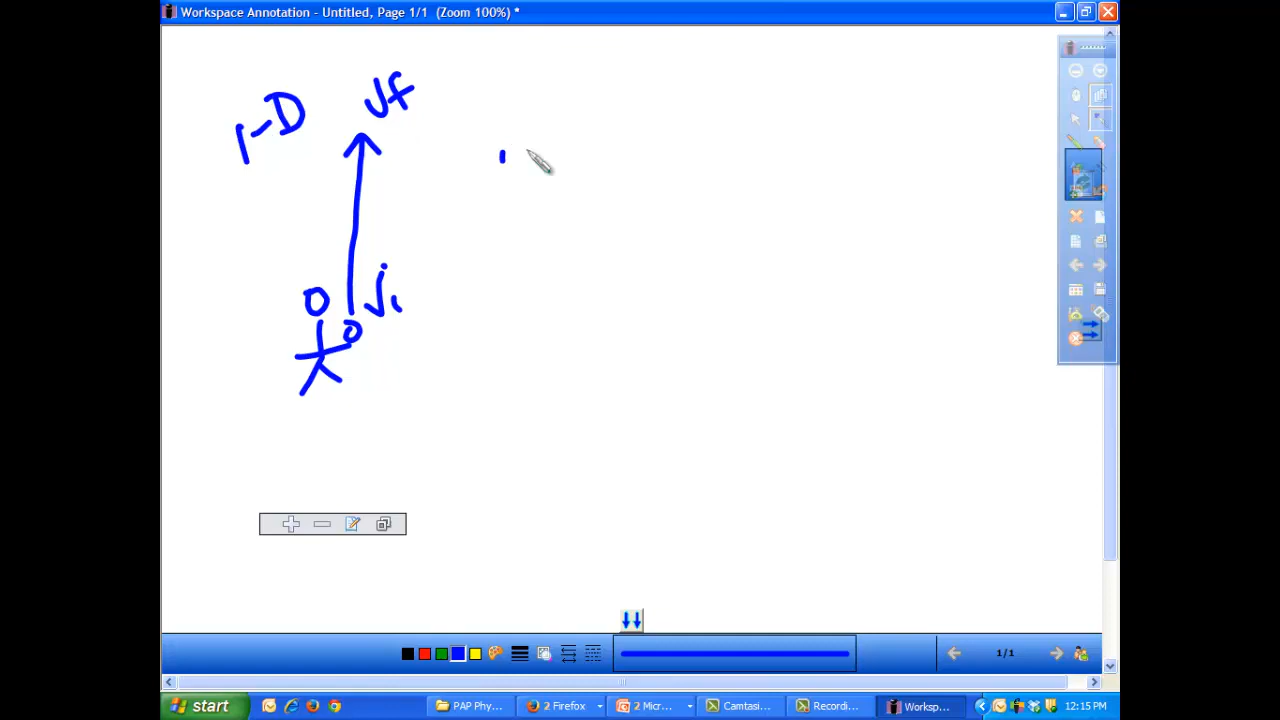 Workspace Annotation - Untitled, Page 1/1 (Zoom 100%) *
1-D
Vf
Vi
1/1
start
PAP Phy...
2 Firefox
2 Micr...
Camtasi...
Recordi...
Worksp...
12:15 PM